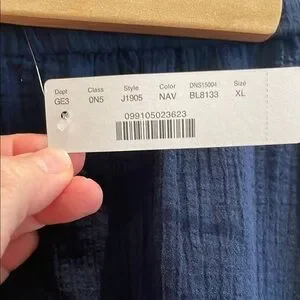 Dept Class Style Color DNS15004 Size
GE3 0N5 J1905 NAV BL8133 XL
099105023623